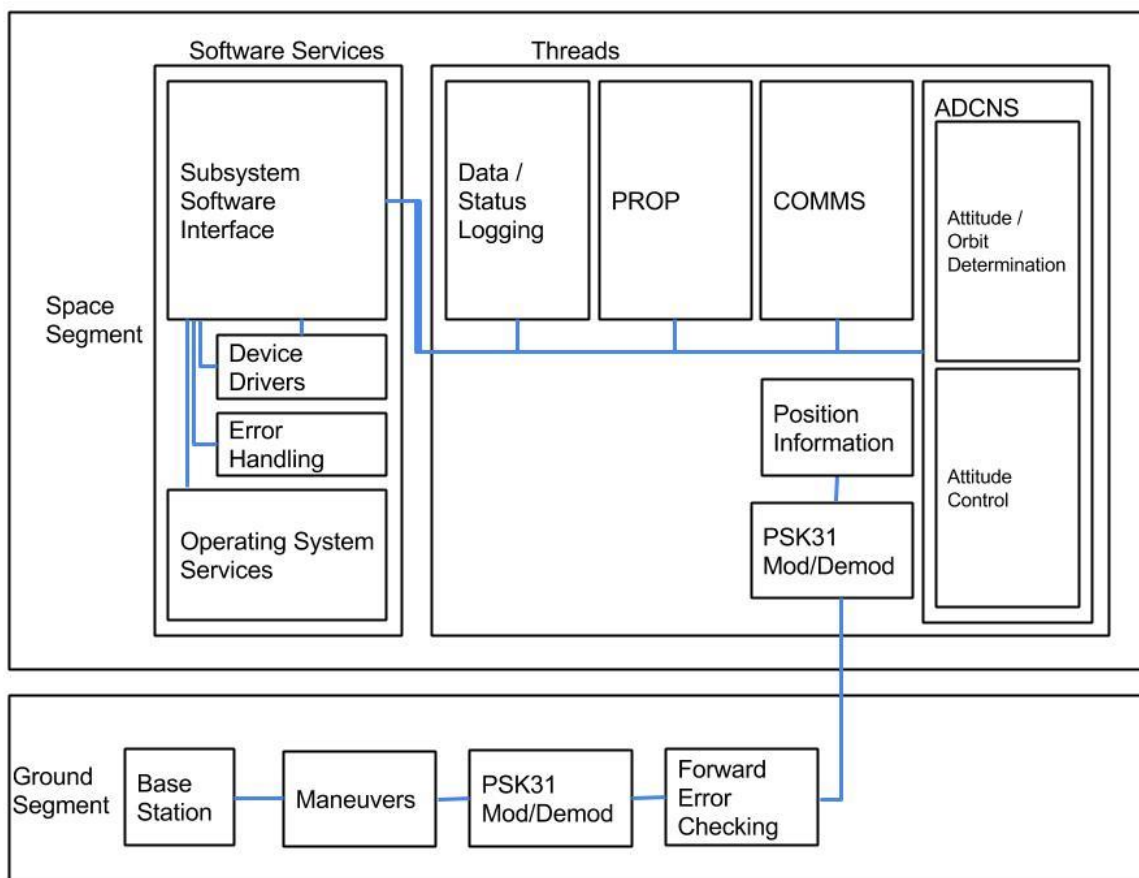 Software Services
Threads
Subsystem
Software
Interface
Data /
Status
Logging
PROP
COMMS
ADCNS
Attitude /
Orbit
Determination
Space
Segment
Device
Drivers
Error
Handling
Operating System
Services
Position
Information
PSK31
Mod/Demod
Attitude
Control
Ground
Segment
Base
Station
Maneuvers
PSK31
Mod/Demod
Forward
Error
Checking